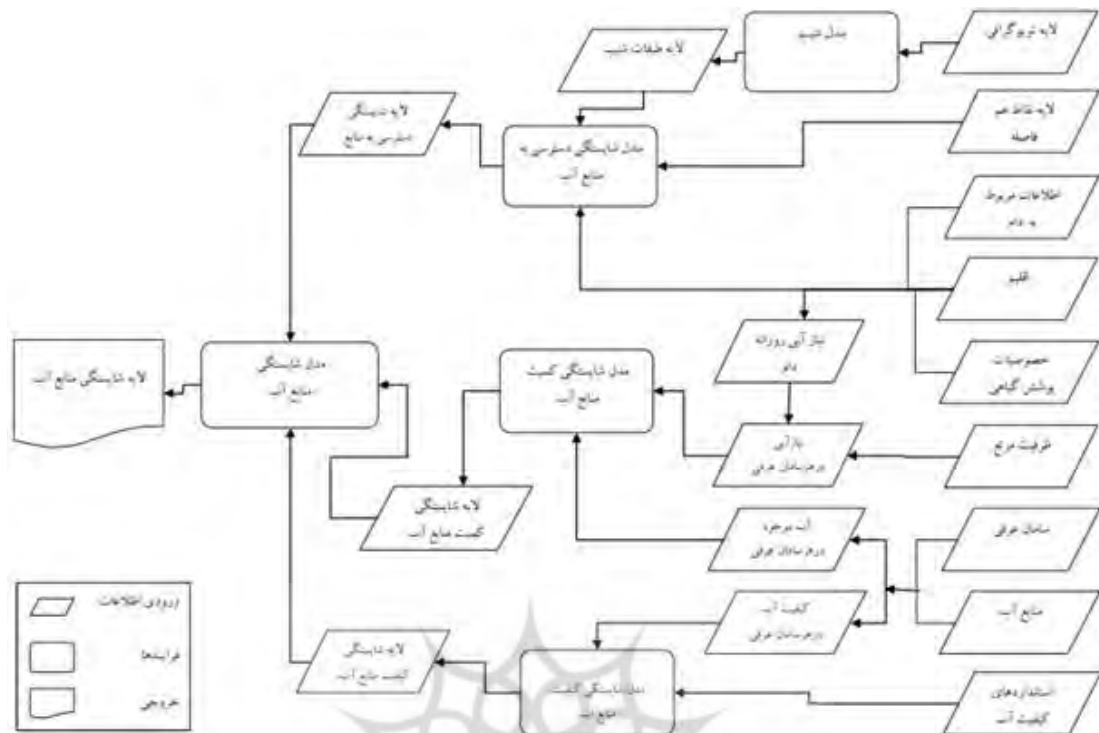 لایه توپوگرافی
مدل شیب
لایه طبقات شیب
لایه نقاط هم
فاصله
لایه شایستگی
دسترسی به منابع
مدل شایستگی دسترسی به
منابع آب
اطلاعات مربوط
به دام
اقلیم
خصوصیات
پوشش گیاهی
نیاز آبی روزانه
دام
مدل شایستگی کمیت
منابع آب
مدل شایستگی
منابع آب
لایه شایستگی منابع آب
ظرفیت مرتع
نیاز آبی
در هر سامان عرفی
لایه شایستگی
کمیت منابع آب
آب موجود
در هر سامان عرفی
سامان عرفی
منابع آب
کیفیت آب
در هر سامان عرفی
لایه شایستگی
کیفیت منابع آب
مدل شایستگی کیفیت
منابع آب
استانداردهای
کیفیت آب
ورودی اطلاعات
فرایندها
خروجی